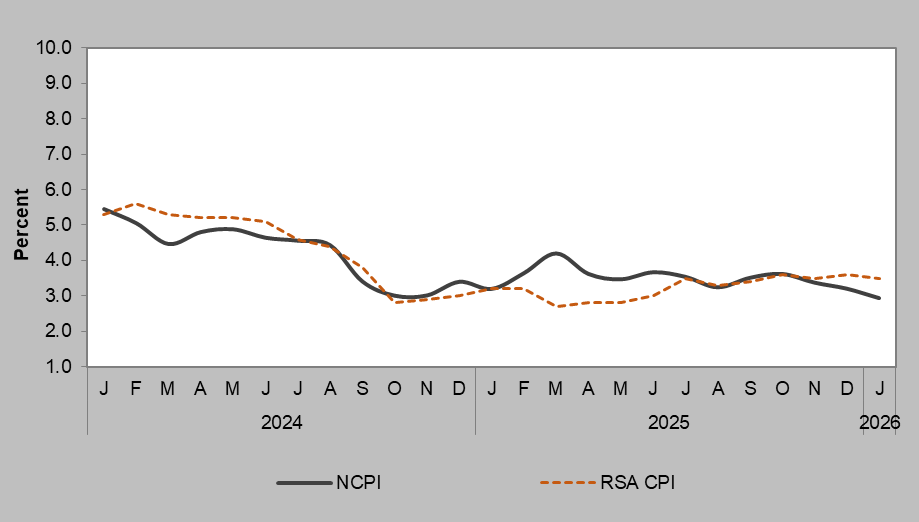 10.0
9.0
8.0
7.0
6.0
5.0
4.0
3.0
2.0
1.0
Percent
J F M A M J J A S O N D J F M A M J J A S O N D J
2024 2025 2026
NCPI RSA CPI